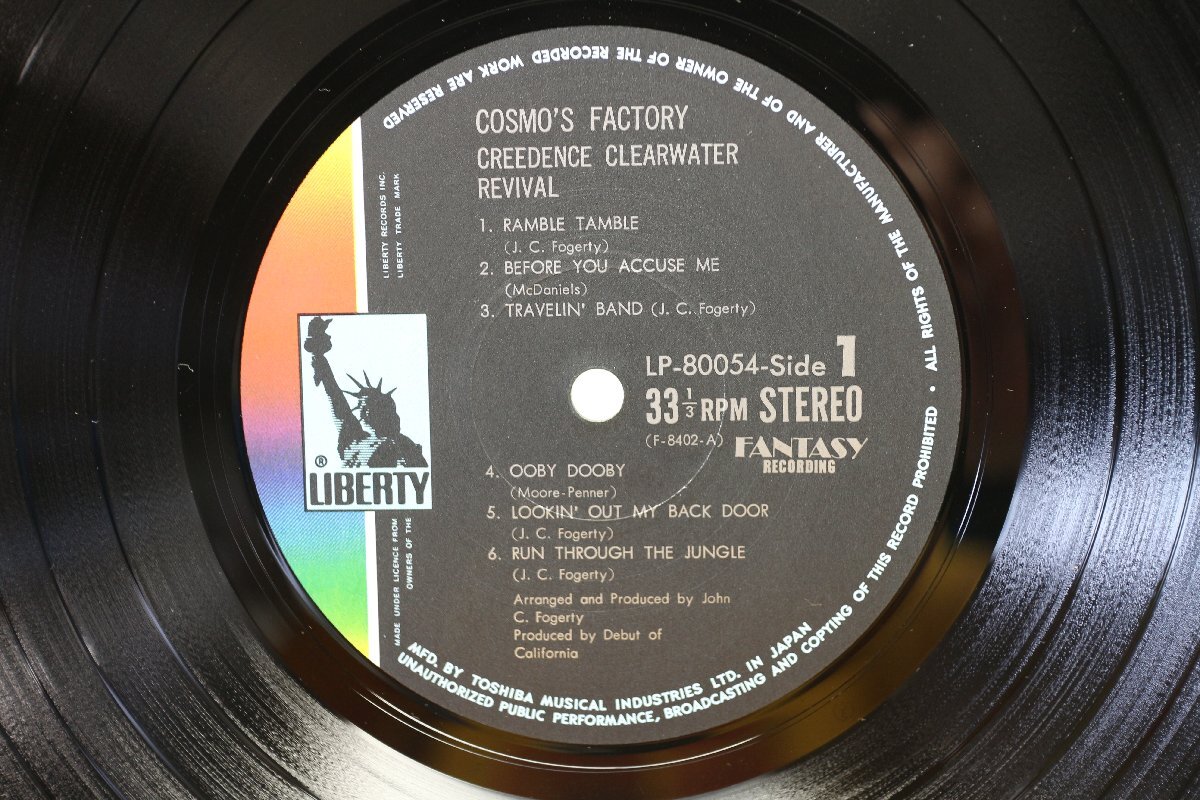 COSMO'S FACTORY
CREEDENCE CLEARWATER
REVIVAL
1. RAMBLE TAMBLE
(J. C. Fogerty)
2. BEFORE YOU ACCUSE ME
(McDaniels)
3. TRAVELIN' BAND (J. C. Fogerty)
LP-80054-Side 1
33 1/3 RPM STEREO
(F-8402-A) FANTASY
RECORDING
4. OOBY DOOBY
(Moore-Penner)
5. LOOKIN' OUT MY BACK DOOR
(J. C. Fogerty)
6. RUN THROUGH THE JUNGLE
(J. C. Fogerty)
Arranged and Produced by John
C. Fogerty
Produced by Debut of
California
LIBERTY RECORDS INC.
LIBERTY TRADE MARK
®
LIBERTY
MADE UNDER LICENCE FROM
OWNERS OF THE
MFD. BY TOSHIBA MUSICAL INDUSTRIES LTD. IN JAPAN
UNAUTHORIZED PUBLIC PERFORMANCE, BROADCASTING AND COPYING OF THIS RECORD PROHIBITED • ALL RIGHTS OF THE MANUFACTURER AND OF THE OWNER OF THE RECORDED WORK ARE RESERVED